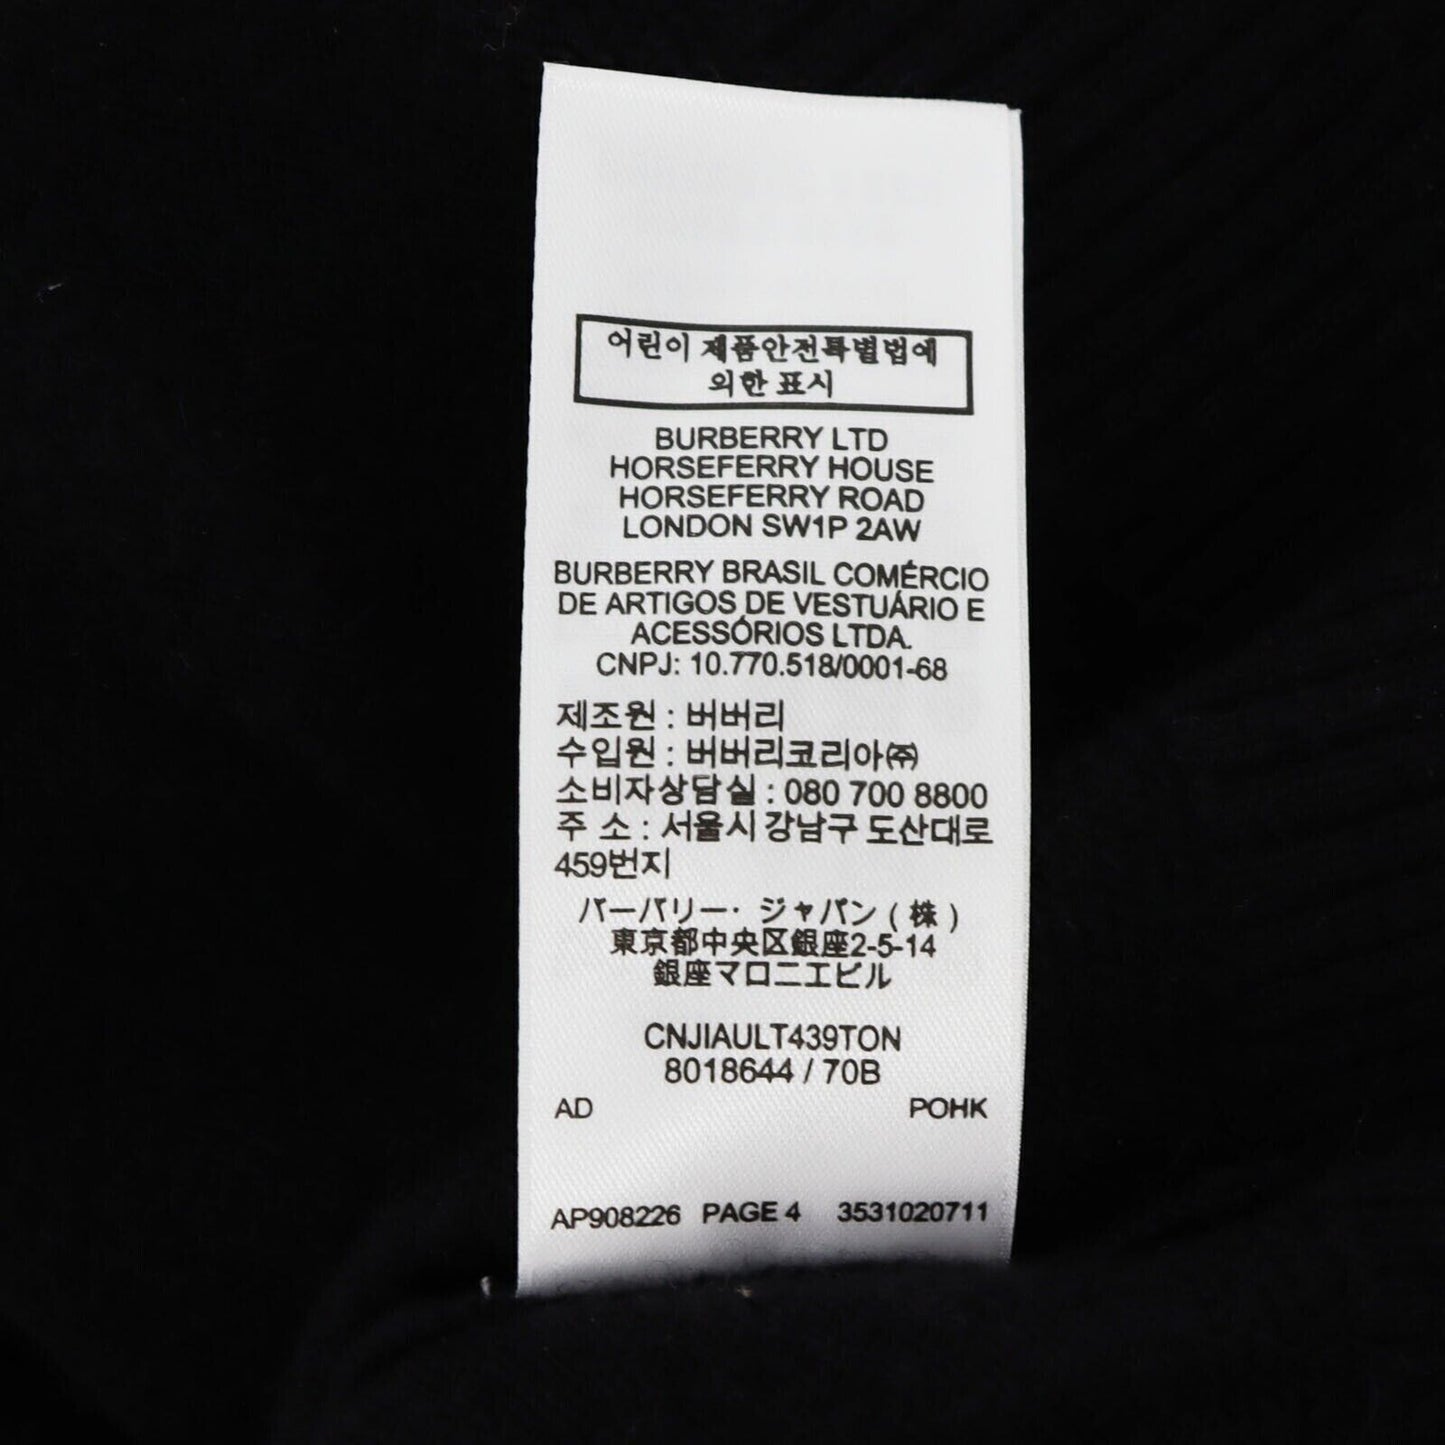 어린이 제품안전특별법에
의한 표시
BURBERRY LTD
HORSEFERRY HOUSE
HORSEFERRY ROAD
LONDON SW1P 2AW
BURBERRY BRASIL COMÉRCIO
DE ARTIGOS DE VESTUÁRIO E
ACESSÓRIOS LTDA.
CNPJ: 10.770.518/0001-68
제조원 : 버버리
수입원 : 버버리코리아㈜
소비자상담실 : 080 700 8800
주 소 : 서울시 강남구 도산대로
459번지
バーバリー・ジャパン ( 株 )
東京都中央区銀座2-5-14
銀座マロニエビル
CNJIAULT439TON
8018644 / 70B
AD POHK
AP908226 PAGE 4 3531020711